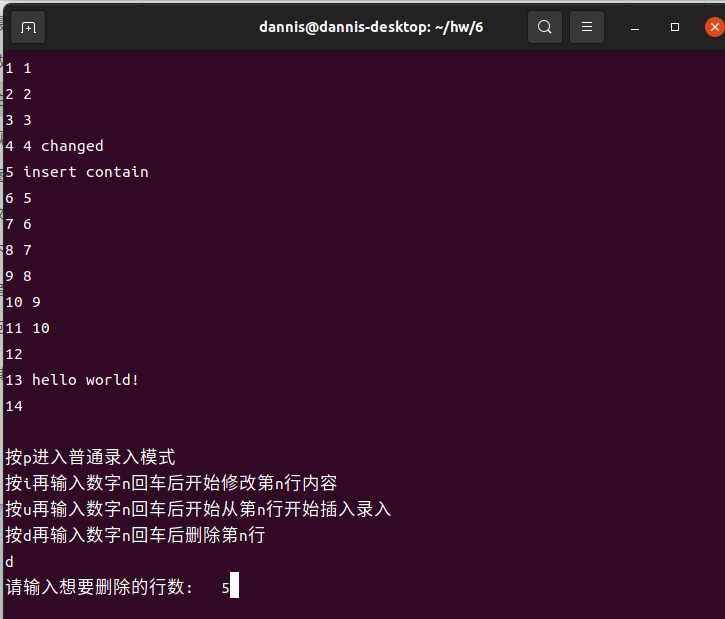 dannis@dannis-desktop: ~/hw/6
1 1
2 2
3 3
4 4 changed
5 insert contain
6 5
7 6
8 7
9 8
10 9
11 10
12
13 hello world!
14
按p进入普通录入模式
按i再输入数字n回车后开始修改第n行内容
按u再输入数字n回车后开始从第n行开始插入录入
按d再输入数字n回车后删除第n行
d
请输入想要删除的行数: 5